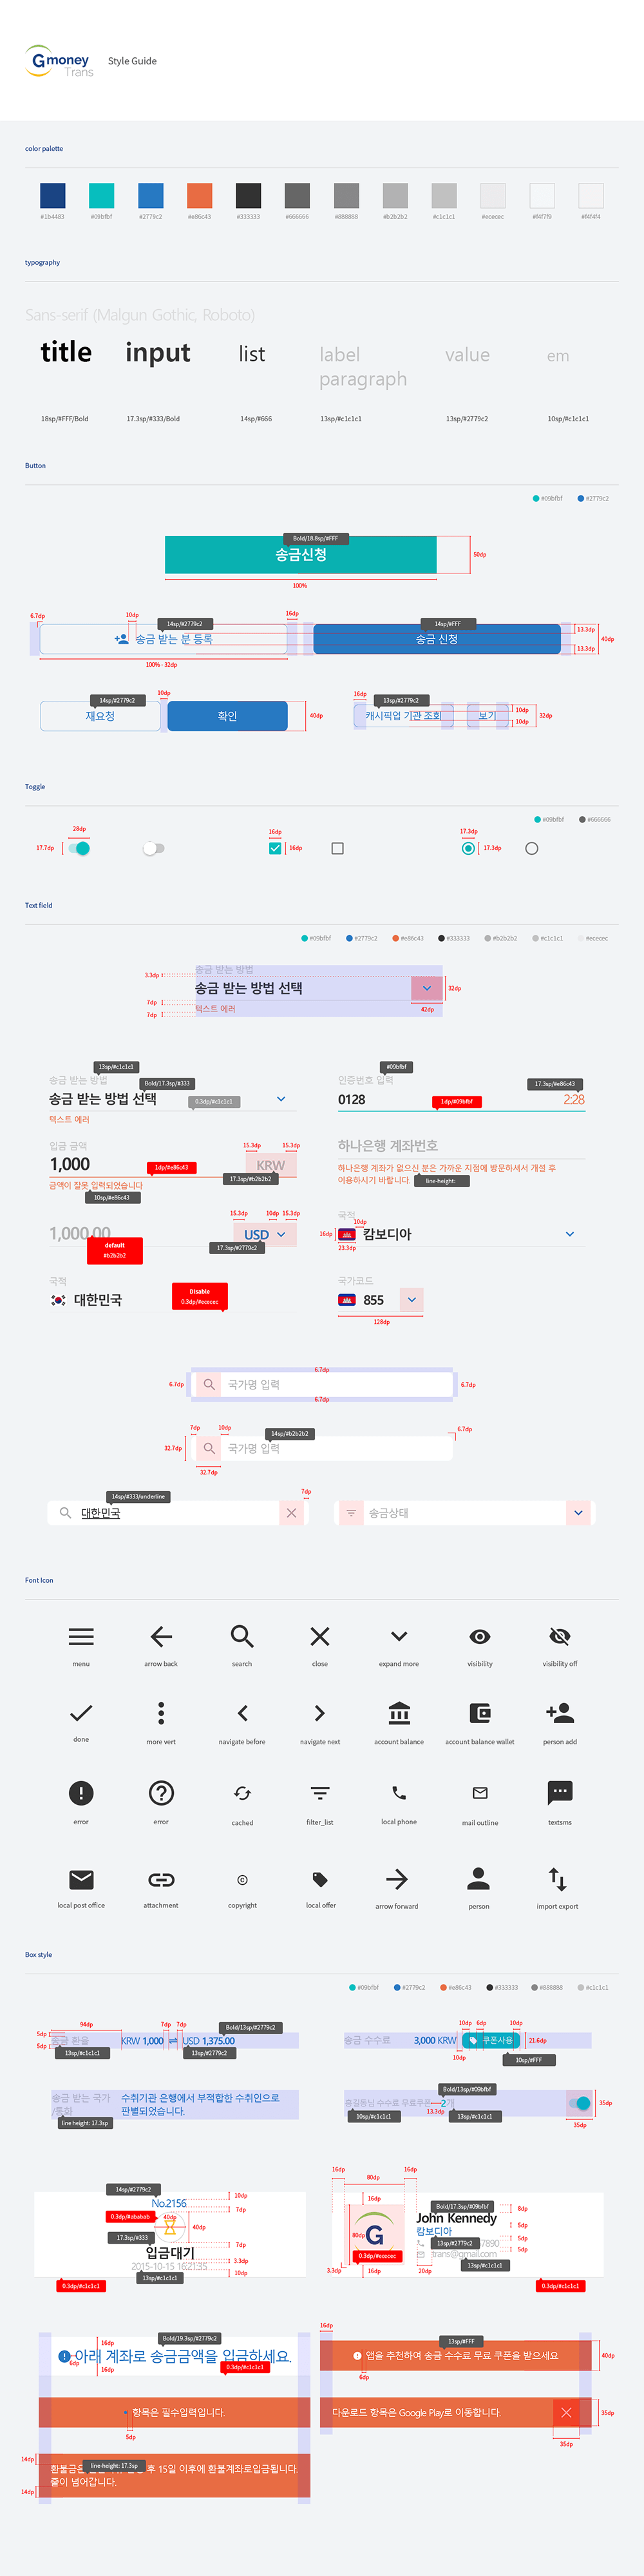 Gmoney
Trans
Style Guide
color palette
#1b4483
#09bfbf
#2779c2
#e86c43
#333333
#666666
#888888
#b2b2b2
#c1c1c1
#ececec
#f4f7f9
#f4f4f4
typography
Sans-serif (Malgun Gothic, Roboto)
title
input
list
label
paragraph
value
em
18sp/#FFF/Bold
17.3sp/#333/Bold
14sp/#666
13sp/#c1c1c1
13sp/#2779c2
10sp/#c1c1c1
Button
#09bfbf
#2779c2
Bold/18.8sp/#FFF
송금신청
50dp
100%
6.7dp
10dp
14sp/#2779c2
16dp
14sp/#FFF
송금 받는 분 등록
송금 신청
13.3dp
40dp
13.3dp
100% - 32dp
14sp/#2779c2
10dp
16dp
13sp/#2779c2
재요청
확인
40dp
캐시픽업 기관 조회
보기
10dp
32dp
10dp
Toggle
#09bfbf
#666666
28dp
17.7dp
16dp
16dp
17.3dp
17.3dp
Text field
#09bfbf
#2779c2
#e86c43
#333333
#b2b2b2
#c1c1c1
#ececec
송금 받는 방법
3.3dp
송금 받는 방법 선택
32dp
7dp
텍스트 에러
42dp
7dp
13sp/#c1c1c1
송금 받는 방법
Bold/17.3sp/#333
송금 받는 방법 선택
0.3dp/#c1c1c1
텍스트 에러
#09bfbf
인증번호 입력
17.3sp/#e86c43
0128
1dp/#09bfbf
2:28
입금 금액
15.3dp
15.3dp
1,000
1dp/#e86c43
KRW
17.3sp/#b2b2b2
금액이 잘못 입력되었습니다
10sp/#e86c43
하나은행 계좌번호
하나은행 계좌가 없으신 분은 가까운 지점에 방문하셔서 개설 후
이용하시기 바랍니다.
line-height:
15.3dp
10dp
15.3dp
1,000.00
USD
17.3sp/#2779c2
default
#b2b2b2
국적
10dp
16dp
캄보디아
23.3dp
국적
대한민국
Disable
0.3dp/#ececec
국가코드
855
128dp
6.7dp
6.7dp
국가명 입력
6.7dp
6.7dp
7dp
10dp
14sp/#b2b2b2
6.7dp
32.7dp
국가명 입력
32.7dp
14sp/#333/underline
7dp
대한민국
송금상태
Font Icon
menu
arrow back
search
close
expand more
visibility
visibility off
done
more vert
navigate before
navigate next
account balance
account balance wallet
person add
error
error
cached
filter_list
local phone
mail outline
textsms
local post office
attachment
copyright
local offer
arrow forward
person
import export
Box style
#09bfbf
#2779c2
#e86c43
#333333
#888888
#c1c1c1
94dp
7dp
7dp
Bold/13sp/#2779c2
5dp
송금 환율
KRW 1,000
USD 1,375.00
5dp
13sp/#c1c1c1
13sp/#2779c2
10dp
6dp
10dp
송금 수수료
3,000 KRW
쿠폰사용
21.6dp
10dp
10sp/#FFF
송금 받는 국가
/통화
수취기관 은행에서 부적합한 수취인으로
판별되었습니다.
line height: 17.3sp
Bold/13sp/#09bfbf
홍길동님 수수료 무료쿠폰
2개
35dp
10sp/#c1c1c1
13.3dp
13sp/#c1c1c1
35dp
14sp/#2779c2
No.2156
10dp
7dp
0.3dp/#ababab
40dp
40dp
17.3sp/#333
7dp
입금대기
3.3dp
2015-10-15 16:21:35
10dp
13sp/#c1c1c1
0.3dp/#c1c1c1
16dp
80dp
16dp
16dp
Bold/17.3sp/#09bfbf
8dp
John Kennedy
5dp
80dp
G
캄보디아
5dp
13sp/#2779c2
7890
0.3dp/#ececec
trans@gmail.com
5dp
13sp/#c1c1c1
3.3dp
16dp
20dp
0.3dp/#c1c1c1
Bold/19.3sp/#2779c2
16dp
아래 계좌로 송금금액을 입금하세요.
6dp
16dp
0.3dp/#c1c1c1
16dp
13sp/#FFF
앱을 추천하여 송금 수수료 무료 쿠폰을 받으세요
40dp
6dp
항목은 필수입력입니다.
5dp
다운로드 항목은 Google Play로 이동합니다.
35dp
35dp
14dp
line-height: 17.3sp
환불금은
후 15일 이후에 환불계좌로입금됩니다.
줄이 넘어갑니다.
14dp